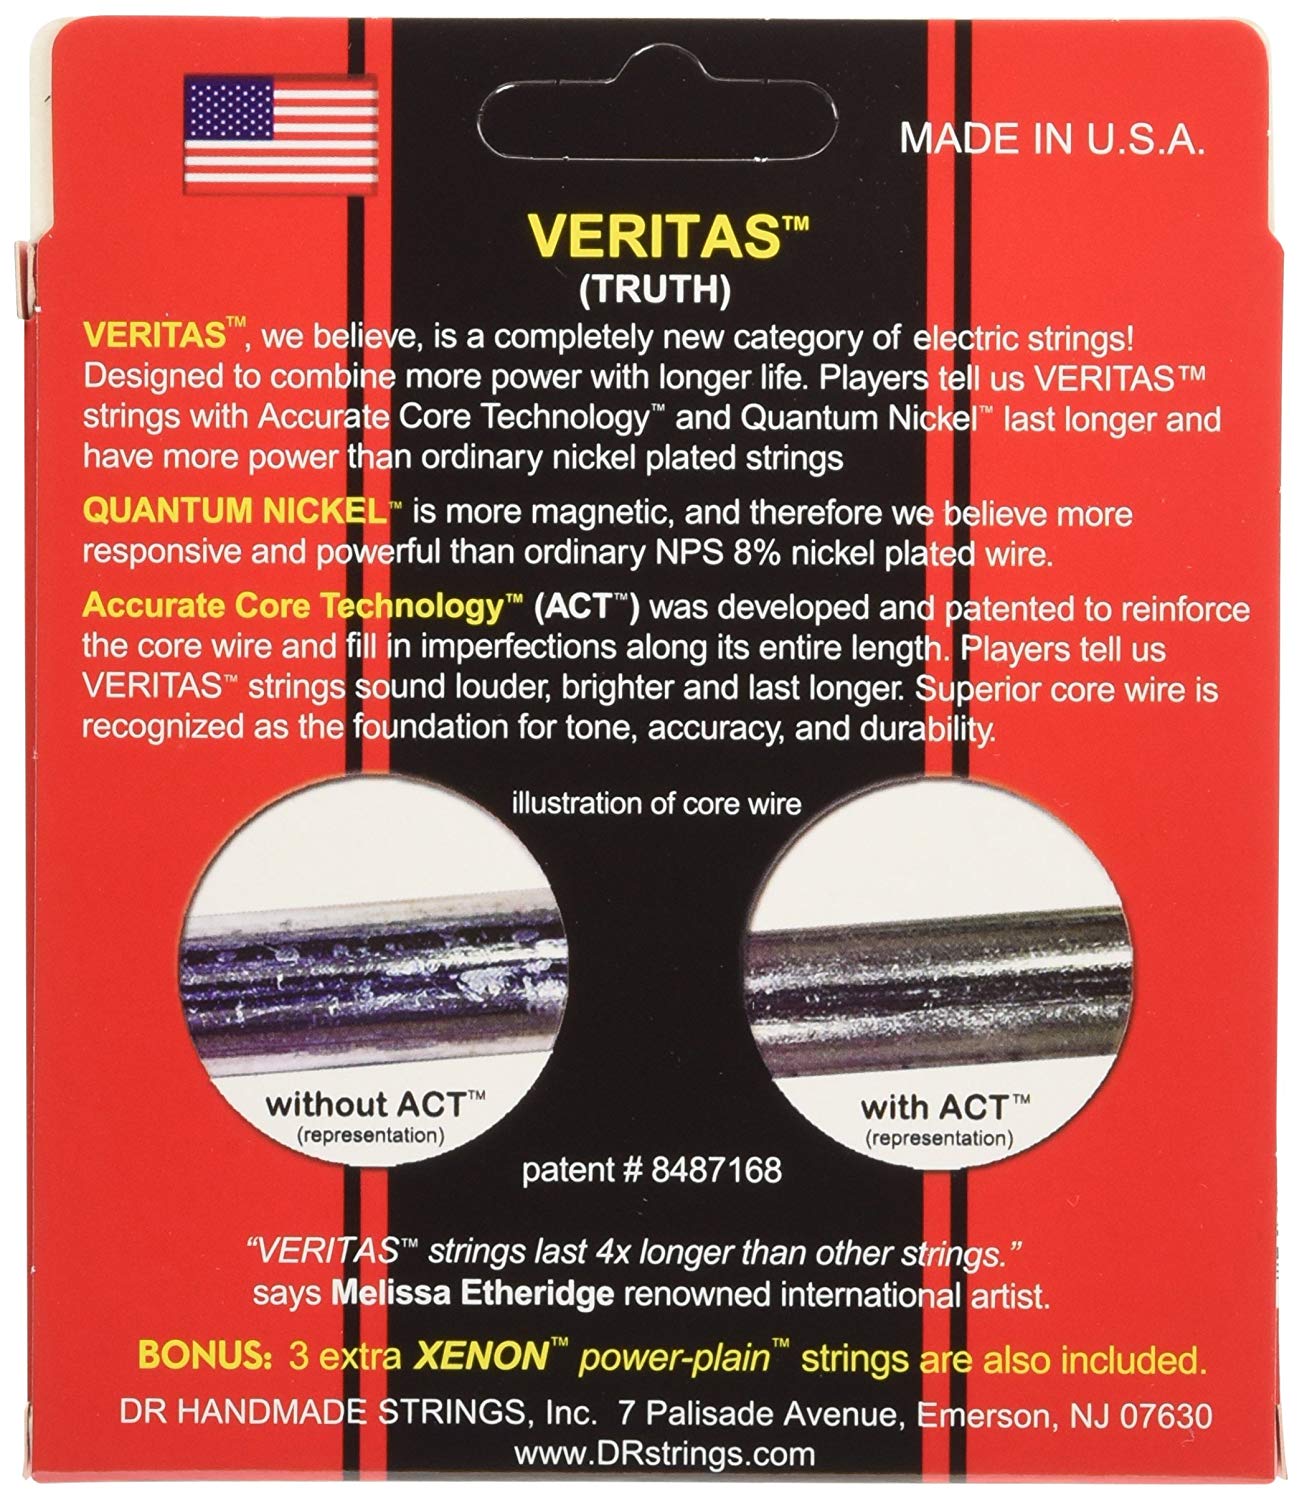 MADE IN U.S.A.
VERITAS™
(TRUTH)
VERITAS™, we believe, is a completely new category of electric strings!
Designed to combine more power with longer life. Players tell us VERITAS™
strings with Accurate Core Technology™ and Quantum Nickel™ last longer and
have more power than ordinary nickel plated strings
QUANTUM NICKEL™ is more magnetic, and therefore we believe more
responsive and powerful than ordinary NPS 8% nickel plated wire.
Accurate Core Technology™ (ACT™) was developed and patented to reinforce
the core wire and fill in imperfections along its entire length. Players tell us
VERITAS™ strings sound louder, brighter and last longer. Superior core wire is
recognized as the foundation for tone, accuracy, and durability.
illustration of core wire
without ACT™
(representation)
with ACT™
(representation)
patent # 8487168
“VERITAS™ strings last 4x longer than other strings.”
says Melissa Etheridge renowned international artist.
BONUS: 3 extra XENON™ power-plain™ strings are also included.
DR HANDMADE STRINGS, Inc. 7 Palisade Avenue, Emerson, NJ 07630
www.DRstrings.com